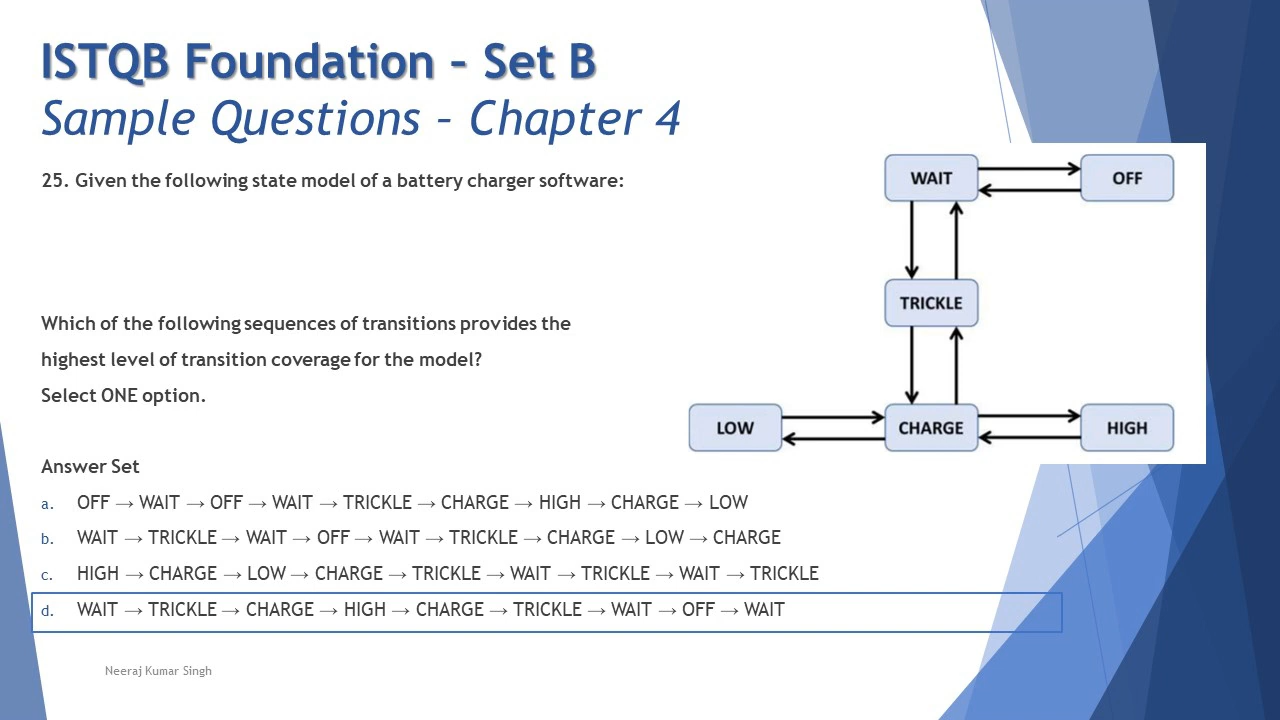 ISTQB Foundation – Set B
Sample Questions – Chapter 4
25. Given the following state model of a battery charger software:
WAIT
OFF
TRICKLE
LOW
CHARGE
HIGH
Which of the following sequences of transitions provides the
highest level of transition coverage for the model?
Select ONE option.
Answer Set
a. OFF → WAIT → OFF → WAIT → TRICKLE → CHARGE → HIGH → CHARGE → LOW
b. WAIT → TRICKLE → WAIT → OFF → WAIT → TRICKLE → CHARGE → LOW → CHARGE
c. HIGH → CHARGE → LOW → CHARGE → TRICKLE → WAIT → TRICKLE → WAIT → TRICKLE
d. WAIT → TRICKLE → CHARGE → HIGH → CHARGE → TRICKLE → WAIT → OFF → WAIT
Neeraj Kumar Singh